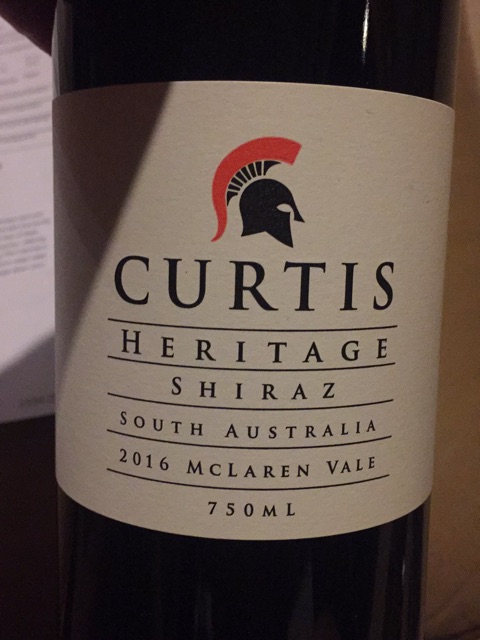 CURTIS
HERITAGE
SHIRAZ
SOUTH AUSTRALIA
2016 MCLAREN VALE
750ML